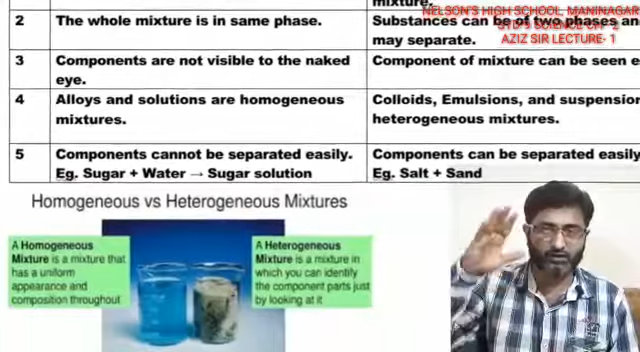 mixture.
NELSON'S HIGH SCHOOL, MANINAGAR
2 The whole mixture is in same phase. Substances can be of two phases an
may separate.
AZIZ SIR LECTURE- 1
3 Components are not visible to the naked Component of mixture can be seen e
eye.
4 Alloys and solutions are homogeneous Colloids, Emulsions, and suspension
mixtures. heterogeneous mixtures.
5 Components cannot be separated easily. Components can be separated easily
Eg. Sugar + Water → Sugar solution Eg. Salt + Sand
Homogeneous vs Heterogeneous Mixtures
A Homogeneous
Mixture is a mixture that
has a uniform
appearance and
composition throughout
A Heterogeneous
Mixture is a mixture in
which you can identify
the component parts just
by looking at it